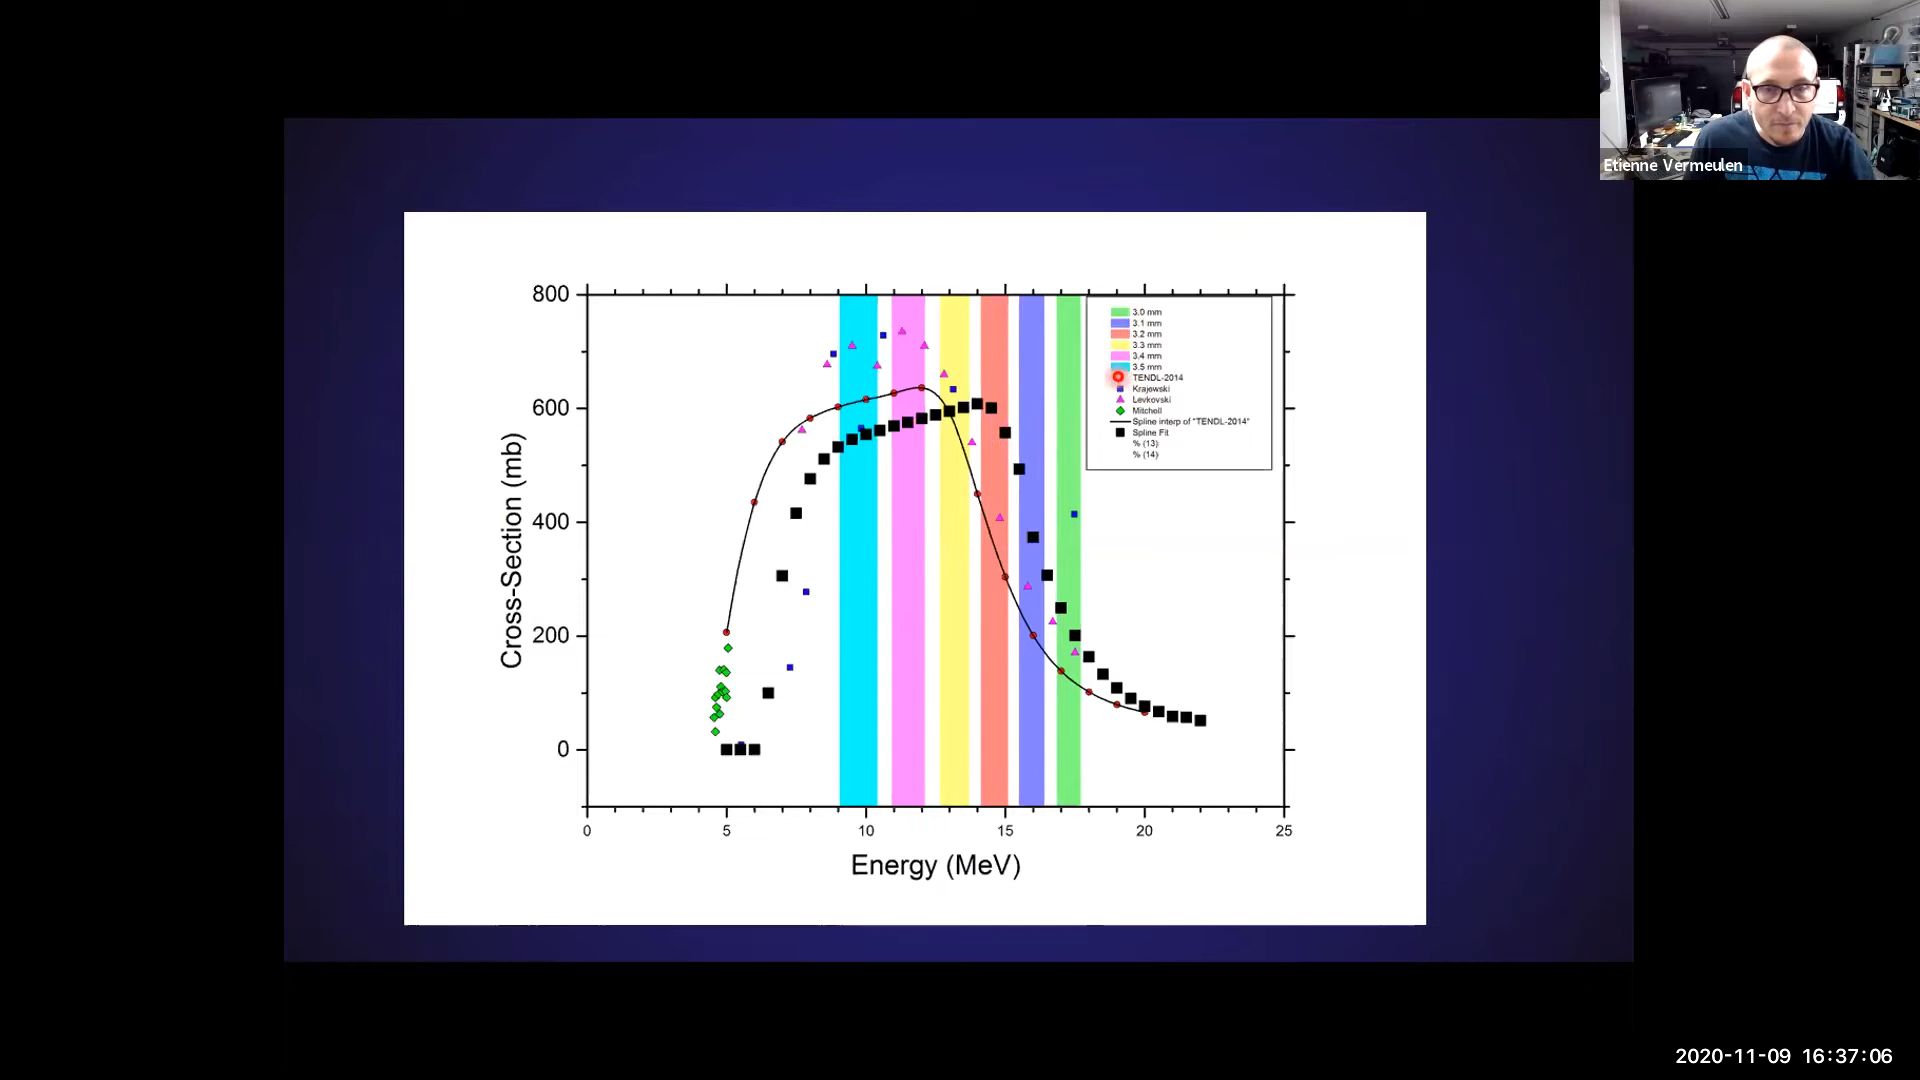 Etienne Vermeulen
800
600
400
200
0
Cross-Section (mb)
3.0 mm
3.1 mm
3.2 mm
3.3 mm
3.4 mm
3.5 mm
TENDL-2014
Krajewski
Levkovski
Mitchell
Spline interp of "TENDL-2014"
Spline Fit
% (13)
% (14)
0 5 10 15 20 25
Energy (MeV)
2020-11-09 16:37:06